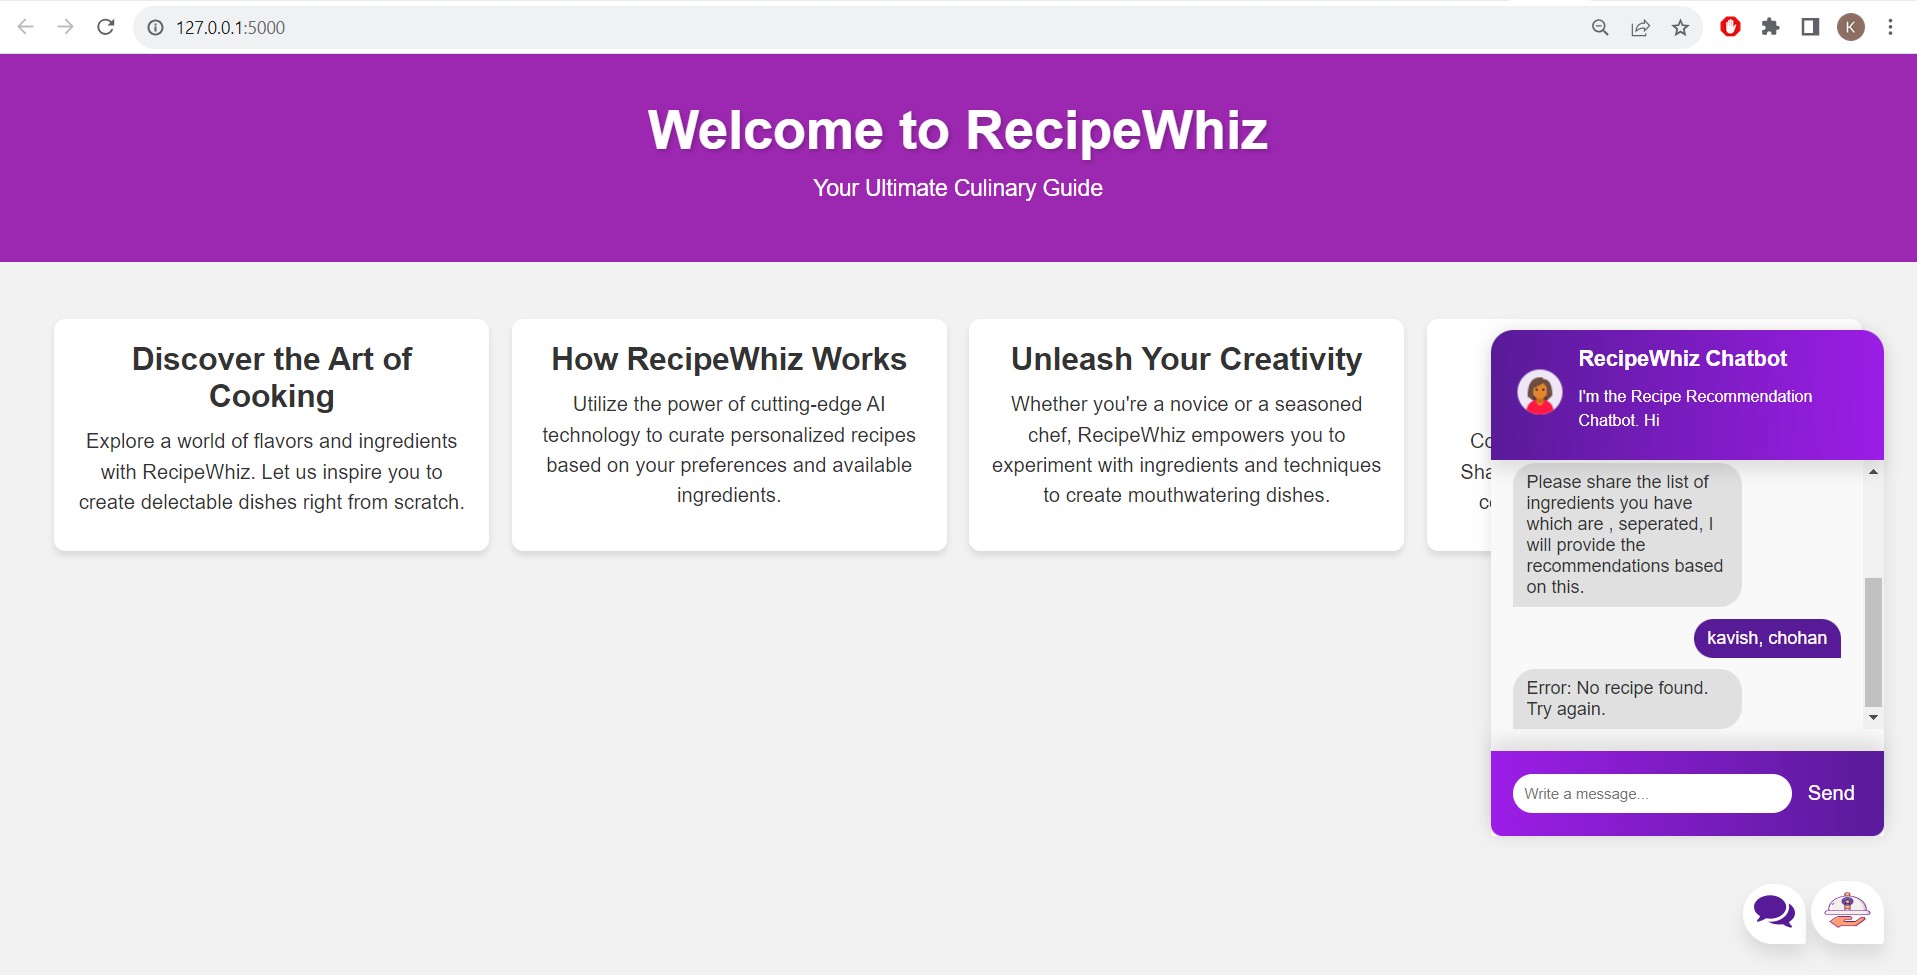 127.0.0.1:5000
K
Welcome to RecipeWhiz
Your Ultimate Culinary Guide
Discover the Art of
Cooking
Explore a world of flavors and ingredients
with RecipeWhiz. Let us inspire you to
create delectable dishes right from scratch.
How RecipeWhiz Works
Utilize the power of cutting-edge AI
technology to curate personalized recipes
based on your preferences and available
ingredients.
Unleash Your Creativity
Whether you're a novice or a seasoned
chef, RecipeWhiz empowers you to
experiment with ingredients and techniques
to create mouthwatering dishes.
RecipeWhiz Chatbot
I'm the Recipe Recommendation
Chatbot. Hi
Please share the list of
ingredients you have
which are , seperated, I
will provide the
recommendations based
on this.
kavish, chohan
Error: No recipe found.
Try again.
Write a message...
Send